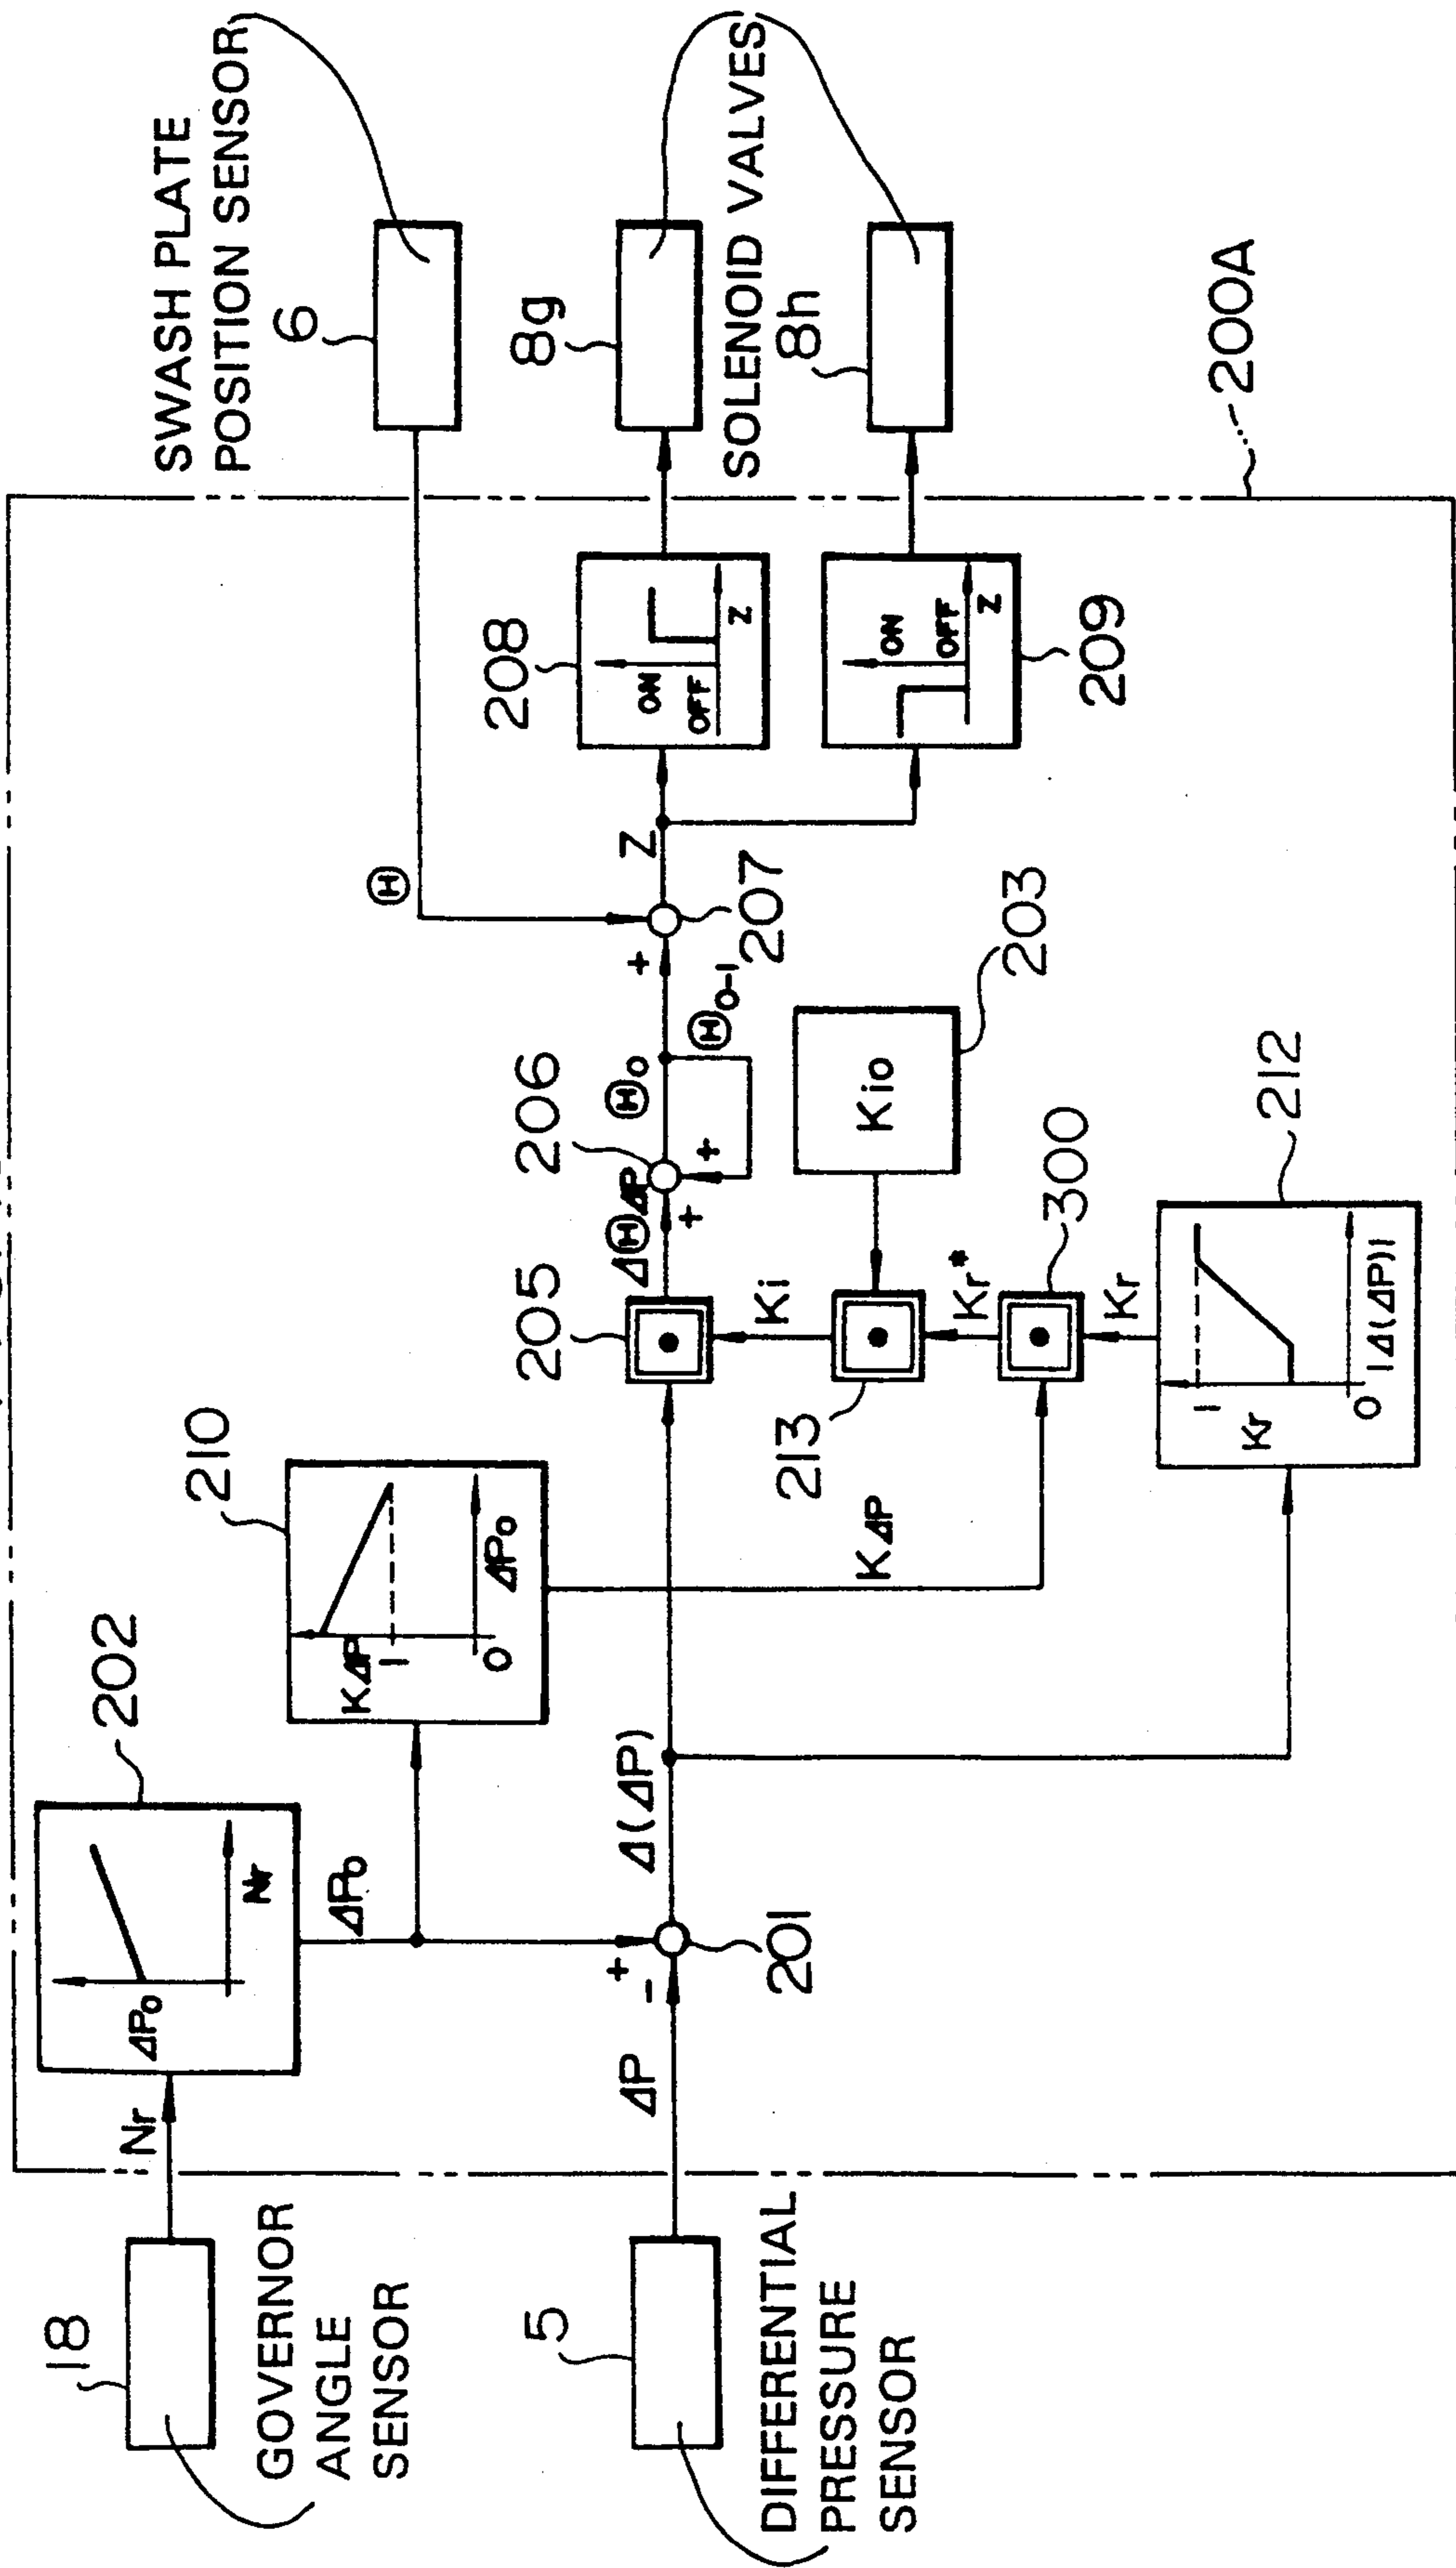 18
GOVERNOR
ANGLE
SENSOR
5
DIFFERENTIAL
PRESSURE
SENSOR
Nr
ΔP
202
ΔPo
Nr
ΔPo
+
-
201
Δ(ΔP)
210
KΔP
1
0
ΔPo
KΔP
212
Kr
1
0
|Δ(ΔP)|
Kr
300
Kr*
213
Ki
203
Kio
205
ΔΘΔP
+
206
+
Θo
Θo-1
+
207
Θ
Z
208
ON
OFF
Z
209
ON
OFF
Z
SWASH PLATE
POSITION SENSOR
6
8g
SOLENOID VALVES
8h
200A